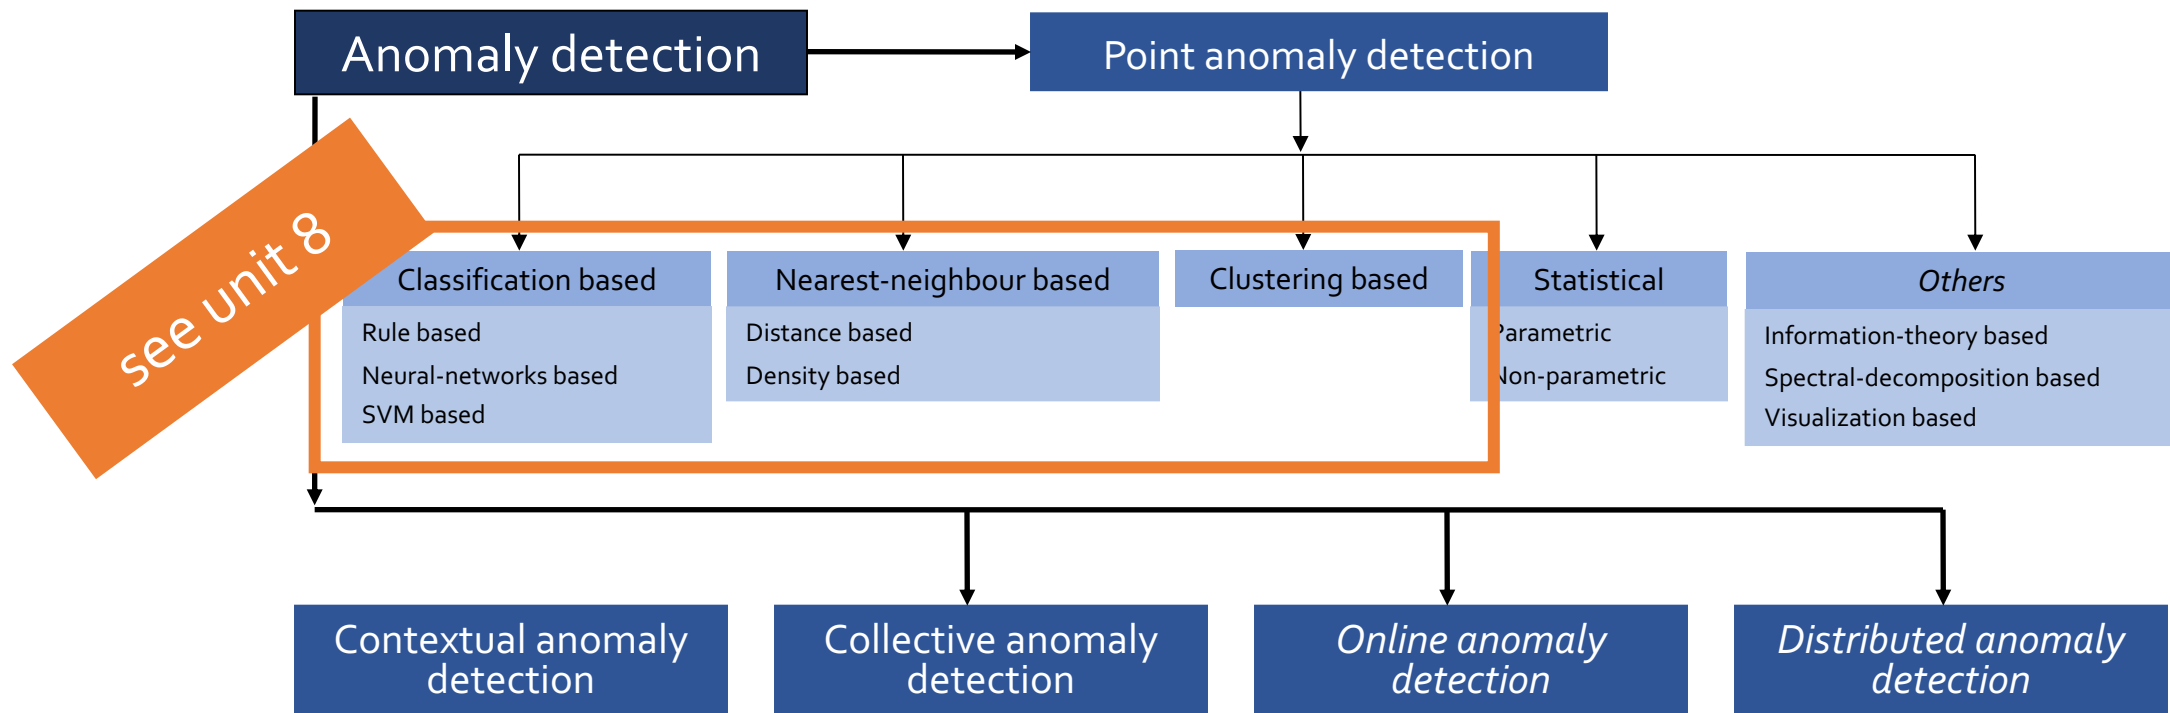 Anomaly detection
Point anomaly detection
see unit 8
Classification based
Rule based
Neural-networks based
SVM based
Nearest-neighbour based
Distance based
Density based
Clustering based
Statistical
Parametric
Non-parametric
Others
Information-theory based
Spectral-decomposition based
Visualization based
Contextual anomaly
detection
Collective anomaly
detection
Online anomaly
detection
Distributed anomaly
detection